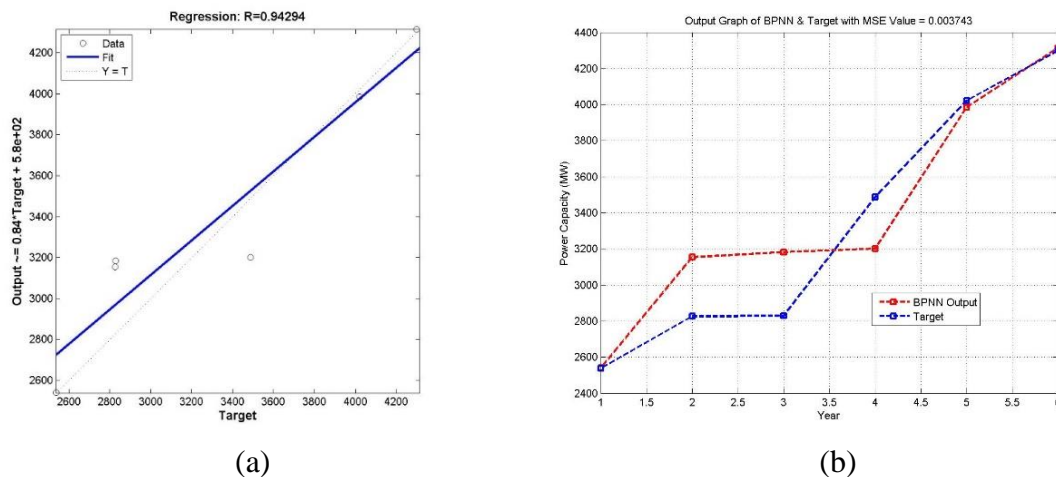 Regression: R=0.94294
Data
Fit
Y = T
Output ~= 0.84*Target + 5.8e+02
4200
4000
3800
3600
3400
3200
3000
2800
2600
2600 2800 3000 3200 3400 3600 3800 4000 4200
Target
(a)
Output Graph of BPNN & Target with MSE Value = 0.003743
Power Capacity (MW)
4400
4200
4000
3800
3600
3400
3200
3000
2800
2600
2400
BPNN Output
Target
1 1.5 2 2.5 3 3.5 4 4.5 5 5.5
Year
(b)